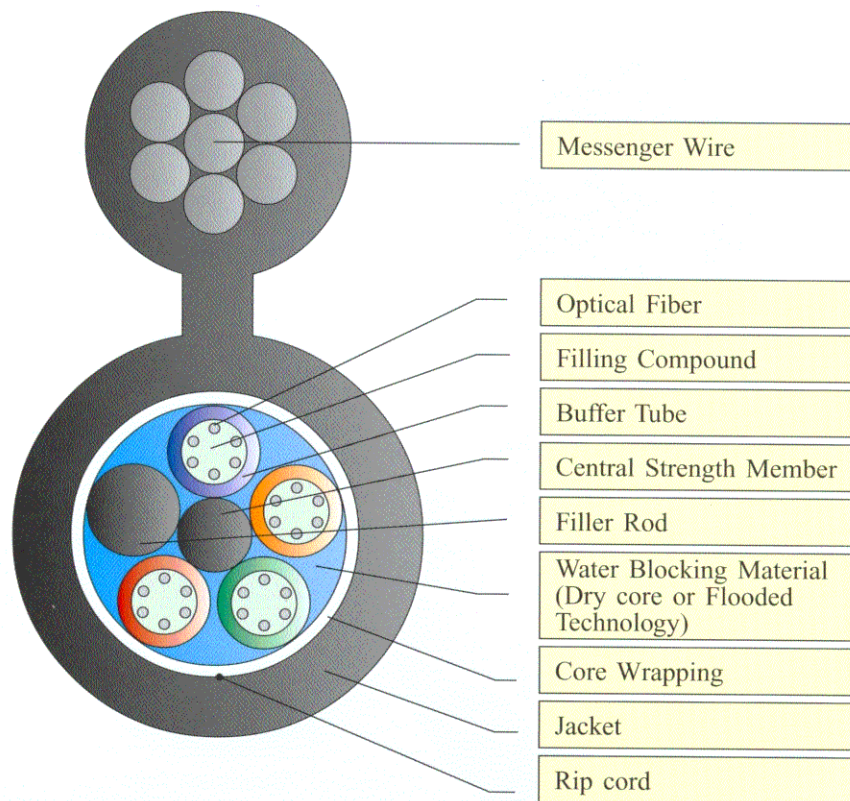 Messenger Wire
Optical Fiber
Filling Compound
Buffer Tube
Central Strength Member
Filler Rod
Water Blocking Material
(Dry core or Flooded
Technology)
Core Wrapping
Jacket
Rip cord